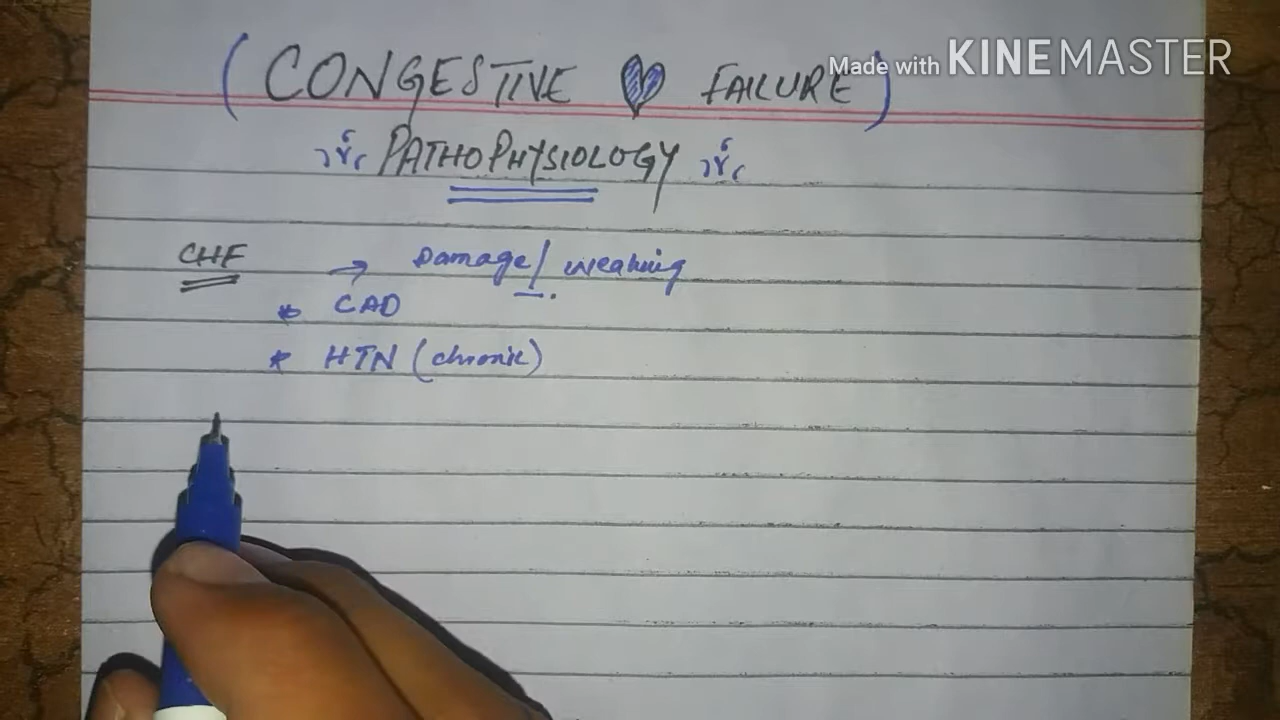 Made with KINEMASTER
(CONGESTIVE FAILURE)
PATHOPHYSIOLOGY
CHF → Damage/weaking
* CAD
* HTN (chronic)